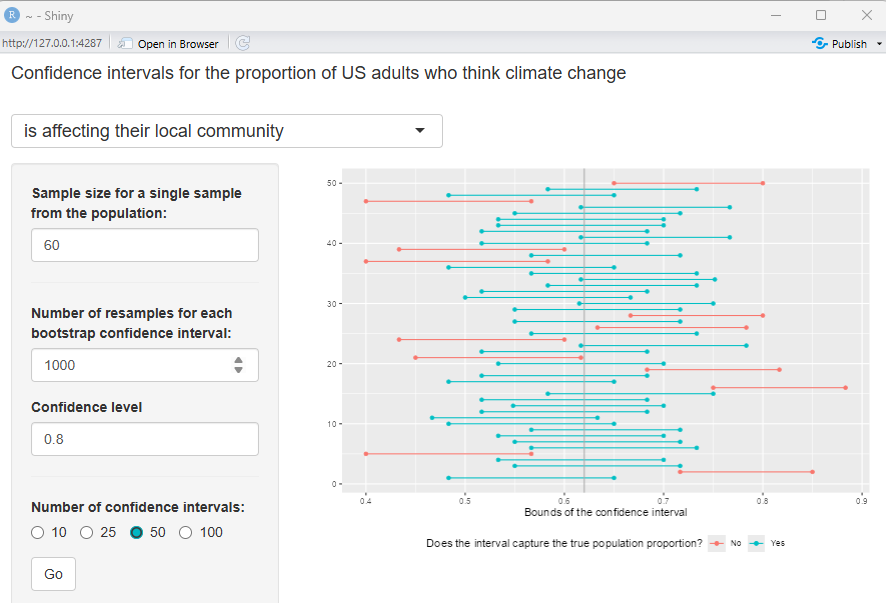 R ~ - Shiny
http://127.0.0.1:4287 Open in Browser Publish
Confidence intervals for the proportion of US adults who think climate change
is affecting their local community
Sample size for a single sample
from the population:
60
Number of resamples for each
bootstrap confidence interval:
1000
Confidence level
0.8
Number of confidence intervals:
10 25 50 100
Go
50
40
30
20
10
0
0.4 0.5 0.6 0.7 0.8 0.9
Bounds of the confidence interval
Does the interval capture the true population proportion? No Yes